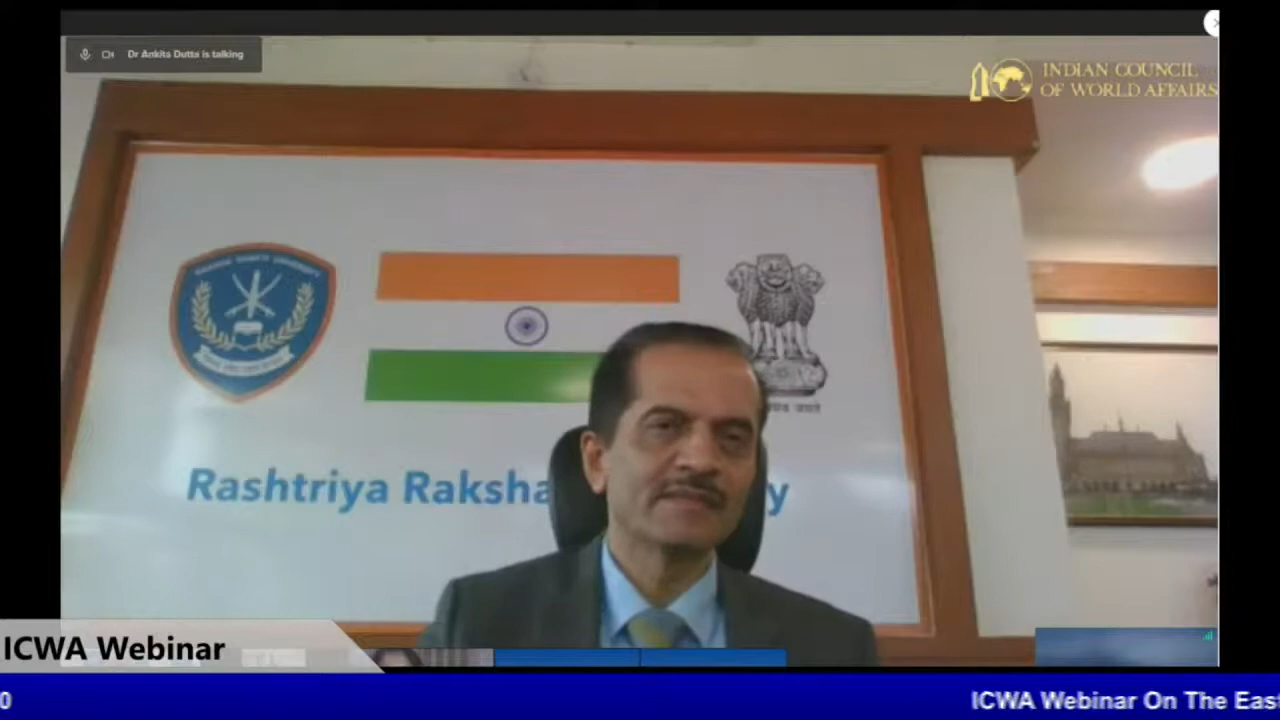 Dr Ankita Dutta is talking
INDIAN COUNCIL
OF WORLD AFFAIRS
Rashtriya Raksha
y
ICWA Webinar
0
ICWA Webinar On The East